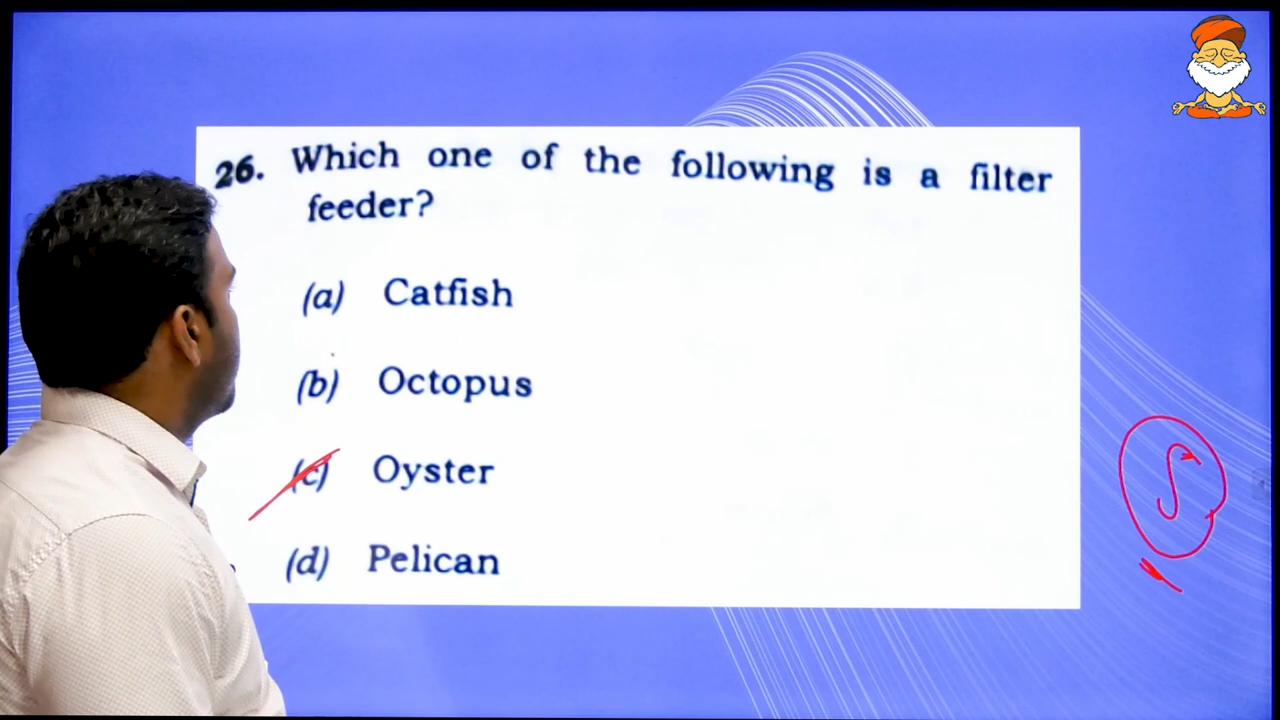 26. Which one of the following is a filter
feeder?
(a) Catfish
(b) Octopus
(c) Oyster
(d) Pelican
S